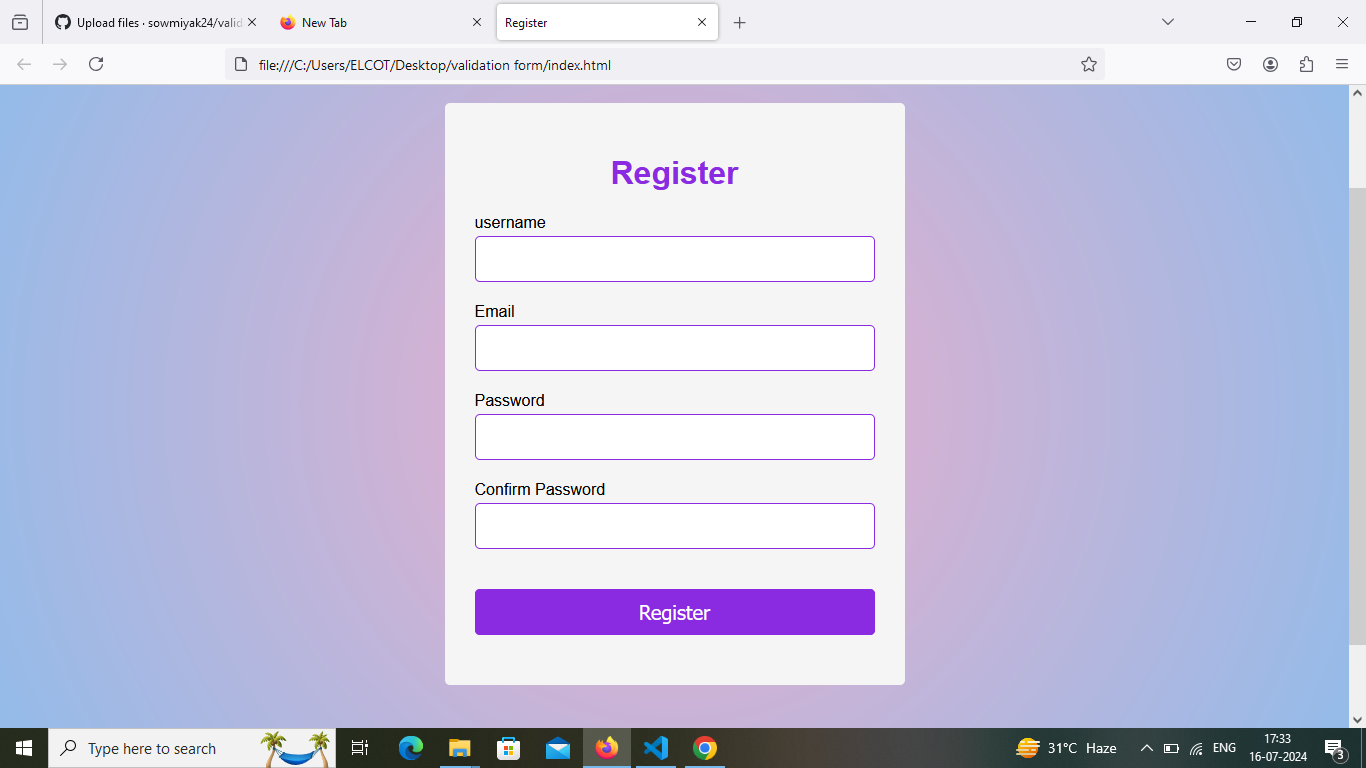 Upload files · sowmiyak24/valid
New Tab
Register
file:///C:/Users/ELCOT/Desktop/validation form/index.html
Register
username
Email
Password
Confirm Password
Register
Type here to search
31°C Haze
ENG
17:33
16-07-2024
3